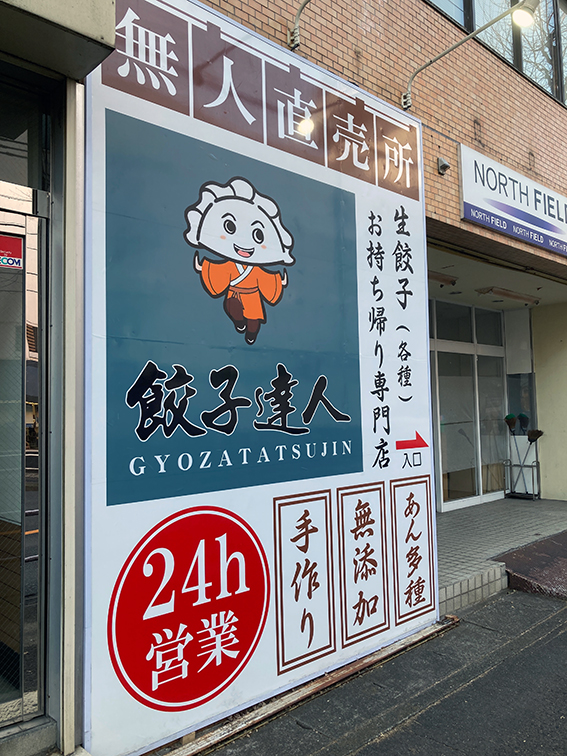 無人直売所
生餃子(各種)
お持ち帰り専門店
入口
餃子達人
GYOZATATSUJIN
24h
営業
手作り
無添加
あん多種
NORTH FIELD
NORTH FIELD NORTH FIELD NORTH FIELD